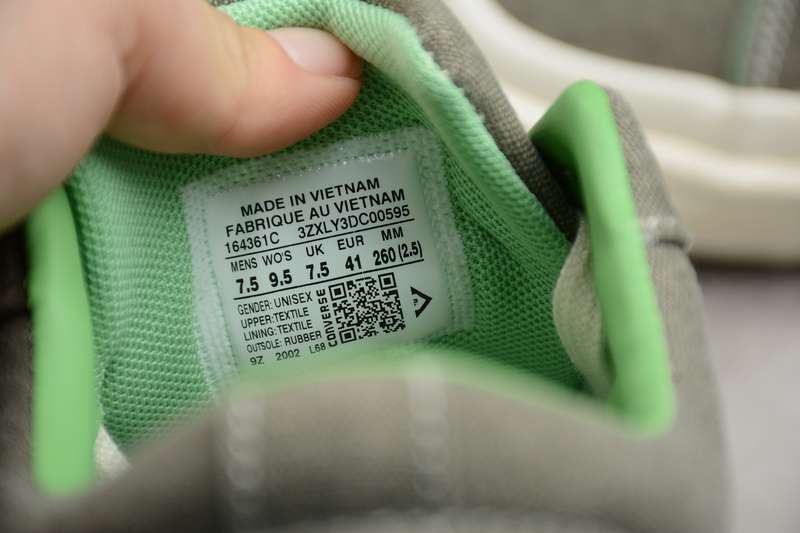 MADE IN VIETNAM
FABRIQUE AU VIETNAM
164361C 3ZXLY3DC00595
MENS WO'S UK EUR MM
7.5 9.5 7.5 41 260 (2.5)
GENDER: UNISEX
UPPER: TEXTILE
LINING: TEXTILE
OUTSOLE: RUBBER
9Z 2002 L68
CONVERSE